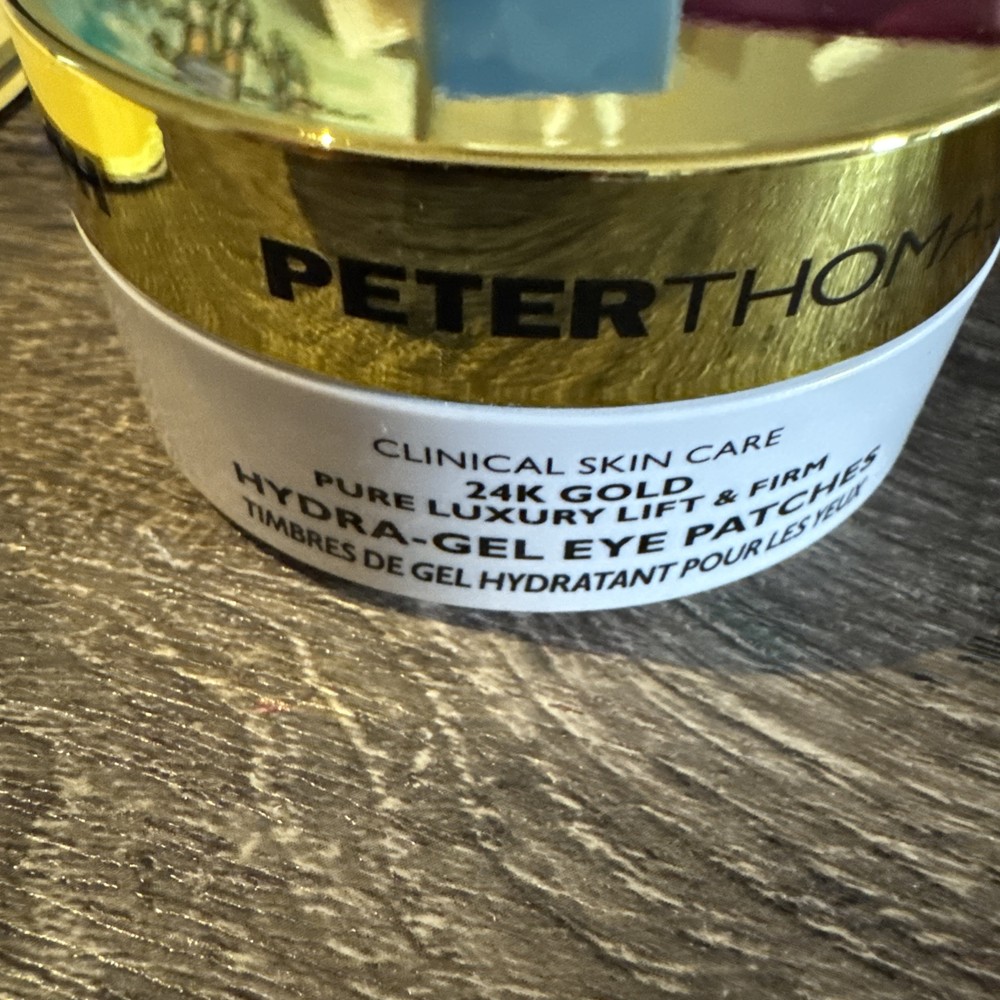 PETERTHOMA
CLINICAL SKIN CARE
24K GOLD
PURE LUXURY LIFT & FIRM
HYDRA-GEL EYE PATCHES
TIMBRES DE GEL HYDRATANT POUR LES YEUX